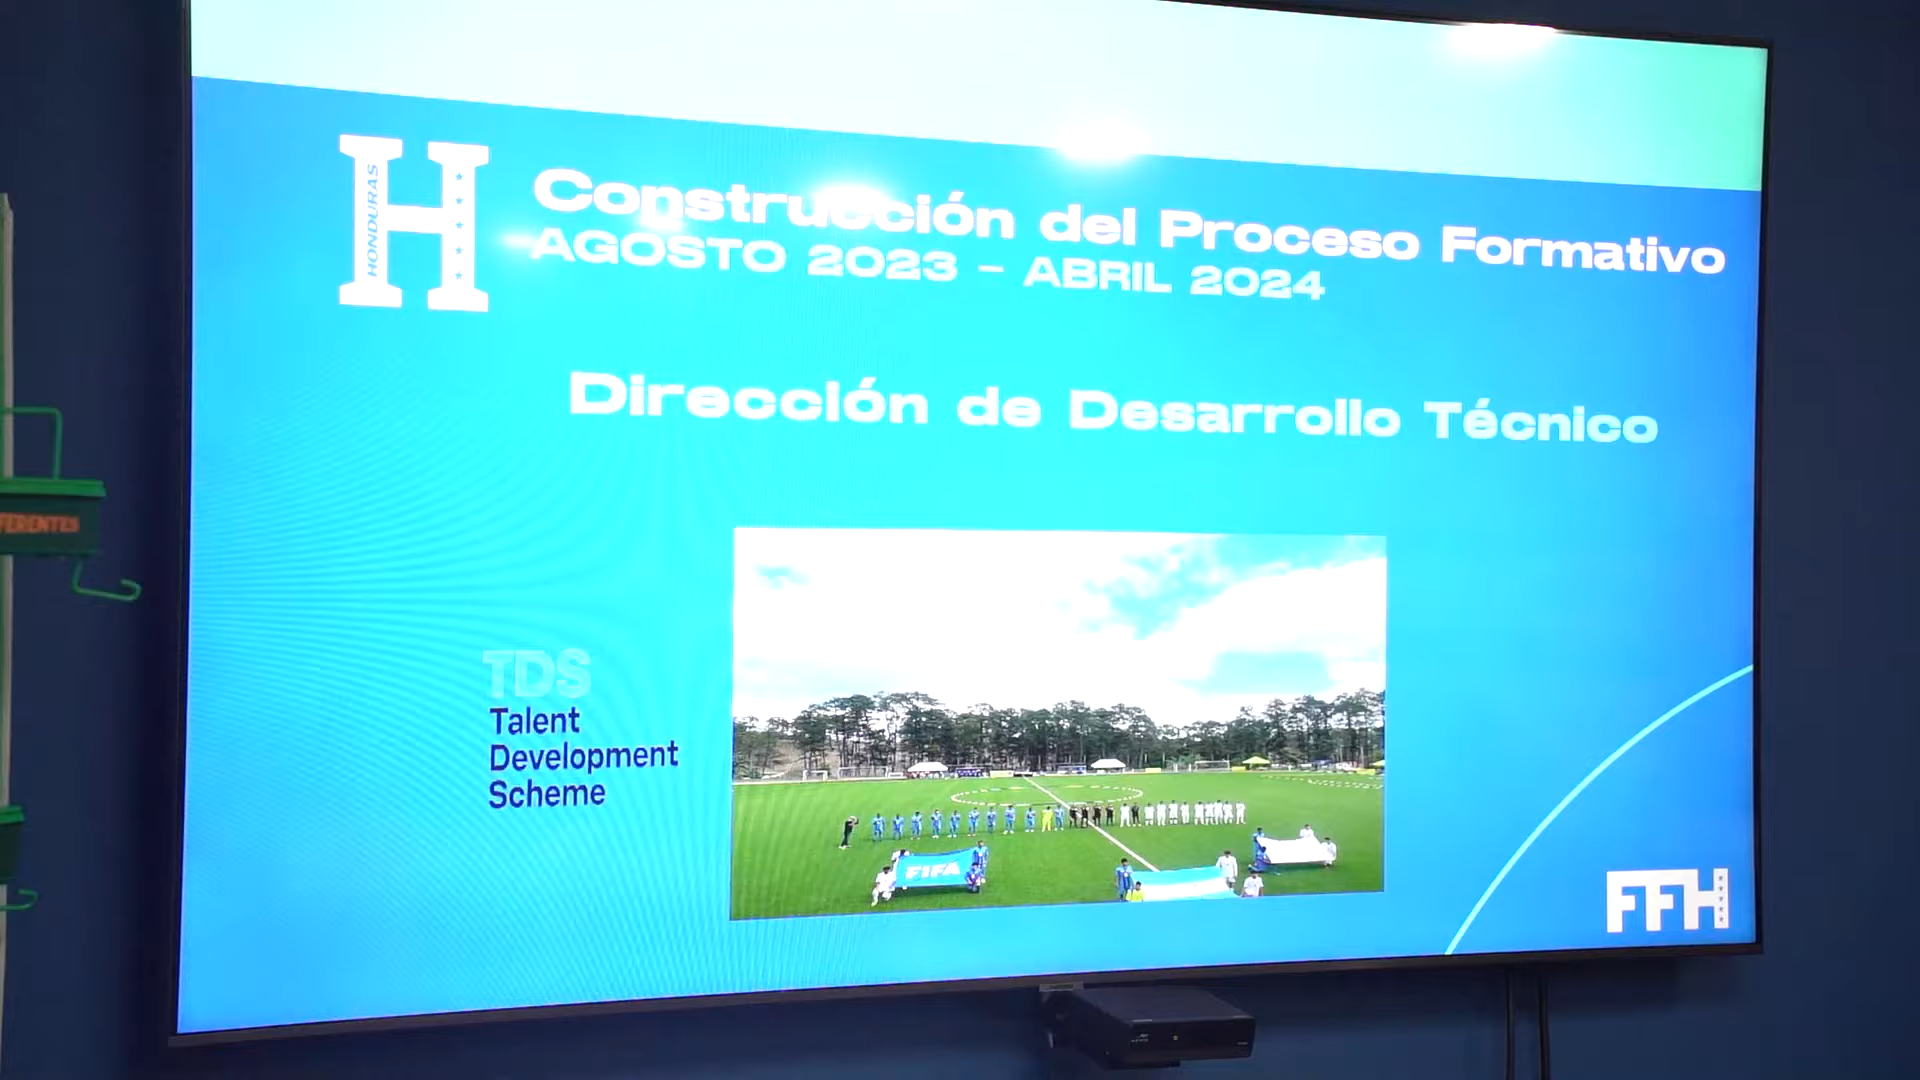 HONDURAS
Construcción del Proceso Formativo
AGOSTO 2023 - ABRIL 2024
Dirección de Desarrollo Técnico
FERENTES
TDS
Talent
Development
Scheme
FIFA
FFH